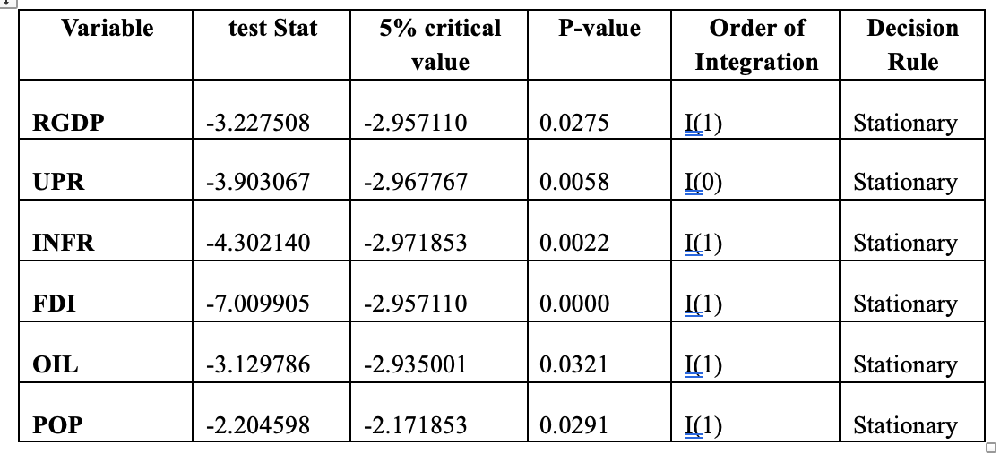 Variable test Stat 5% critical value P-value Order of Integration Decision Rule
RGDP -3.227508 -2.957110 0.0275 I(1) Stationary
UPR -3.903067 -2.967767 0.0058 I(0) Stationary
INFR -4.302140 -2.971853 0.0022 I(1) Stationary
FDI -7.009905 -2.957110 0.0000 I(1) Stationary
OIL -3.129786 -2.935001 0.0321 I(1) Stationary
POP -2.204598 -2.171853 0.0291 I(1) Stationary